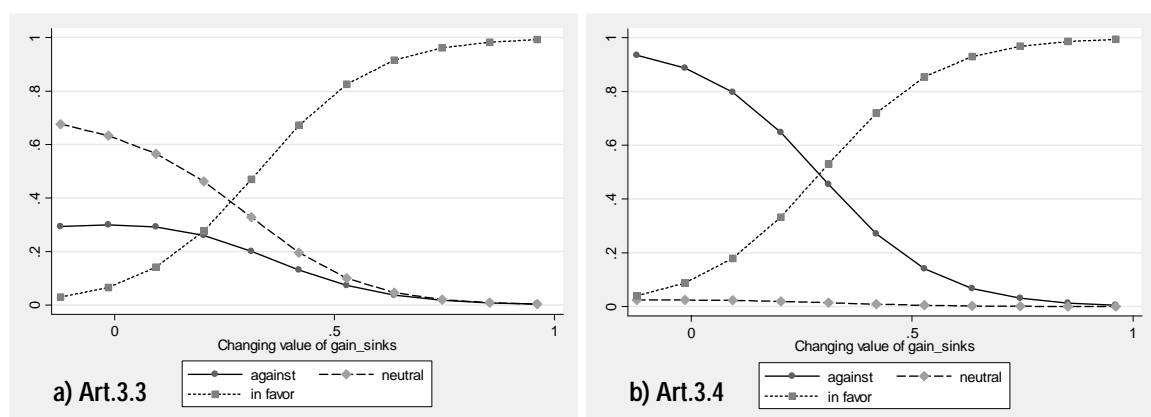 1
.8
.6
.4
.2
0
0 .5 1
Changing value of gain_sinks
against neutral
in favor
a) Art.3.3
1
.8
.6
.4
.2
0
0 .5 1
Changing value of gain_sinks
against neutral
in favor
b) Art.3.4